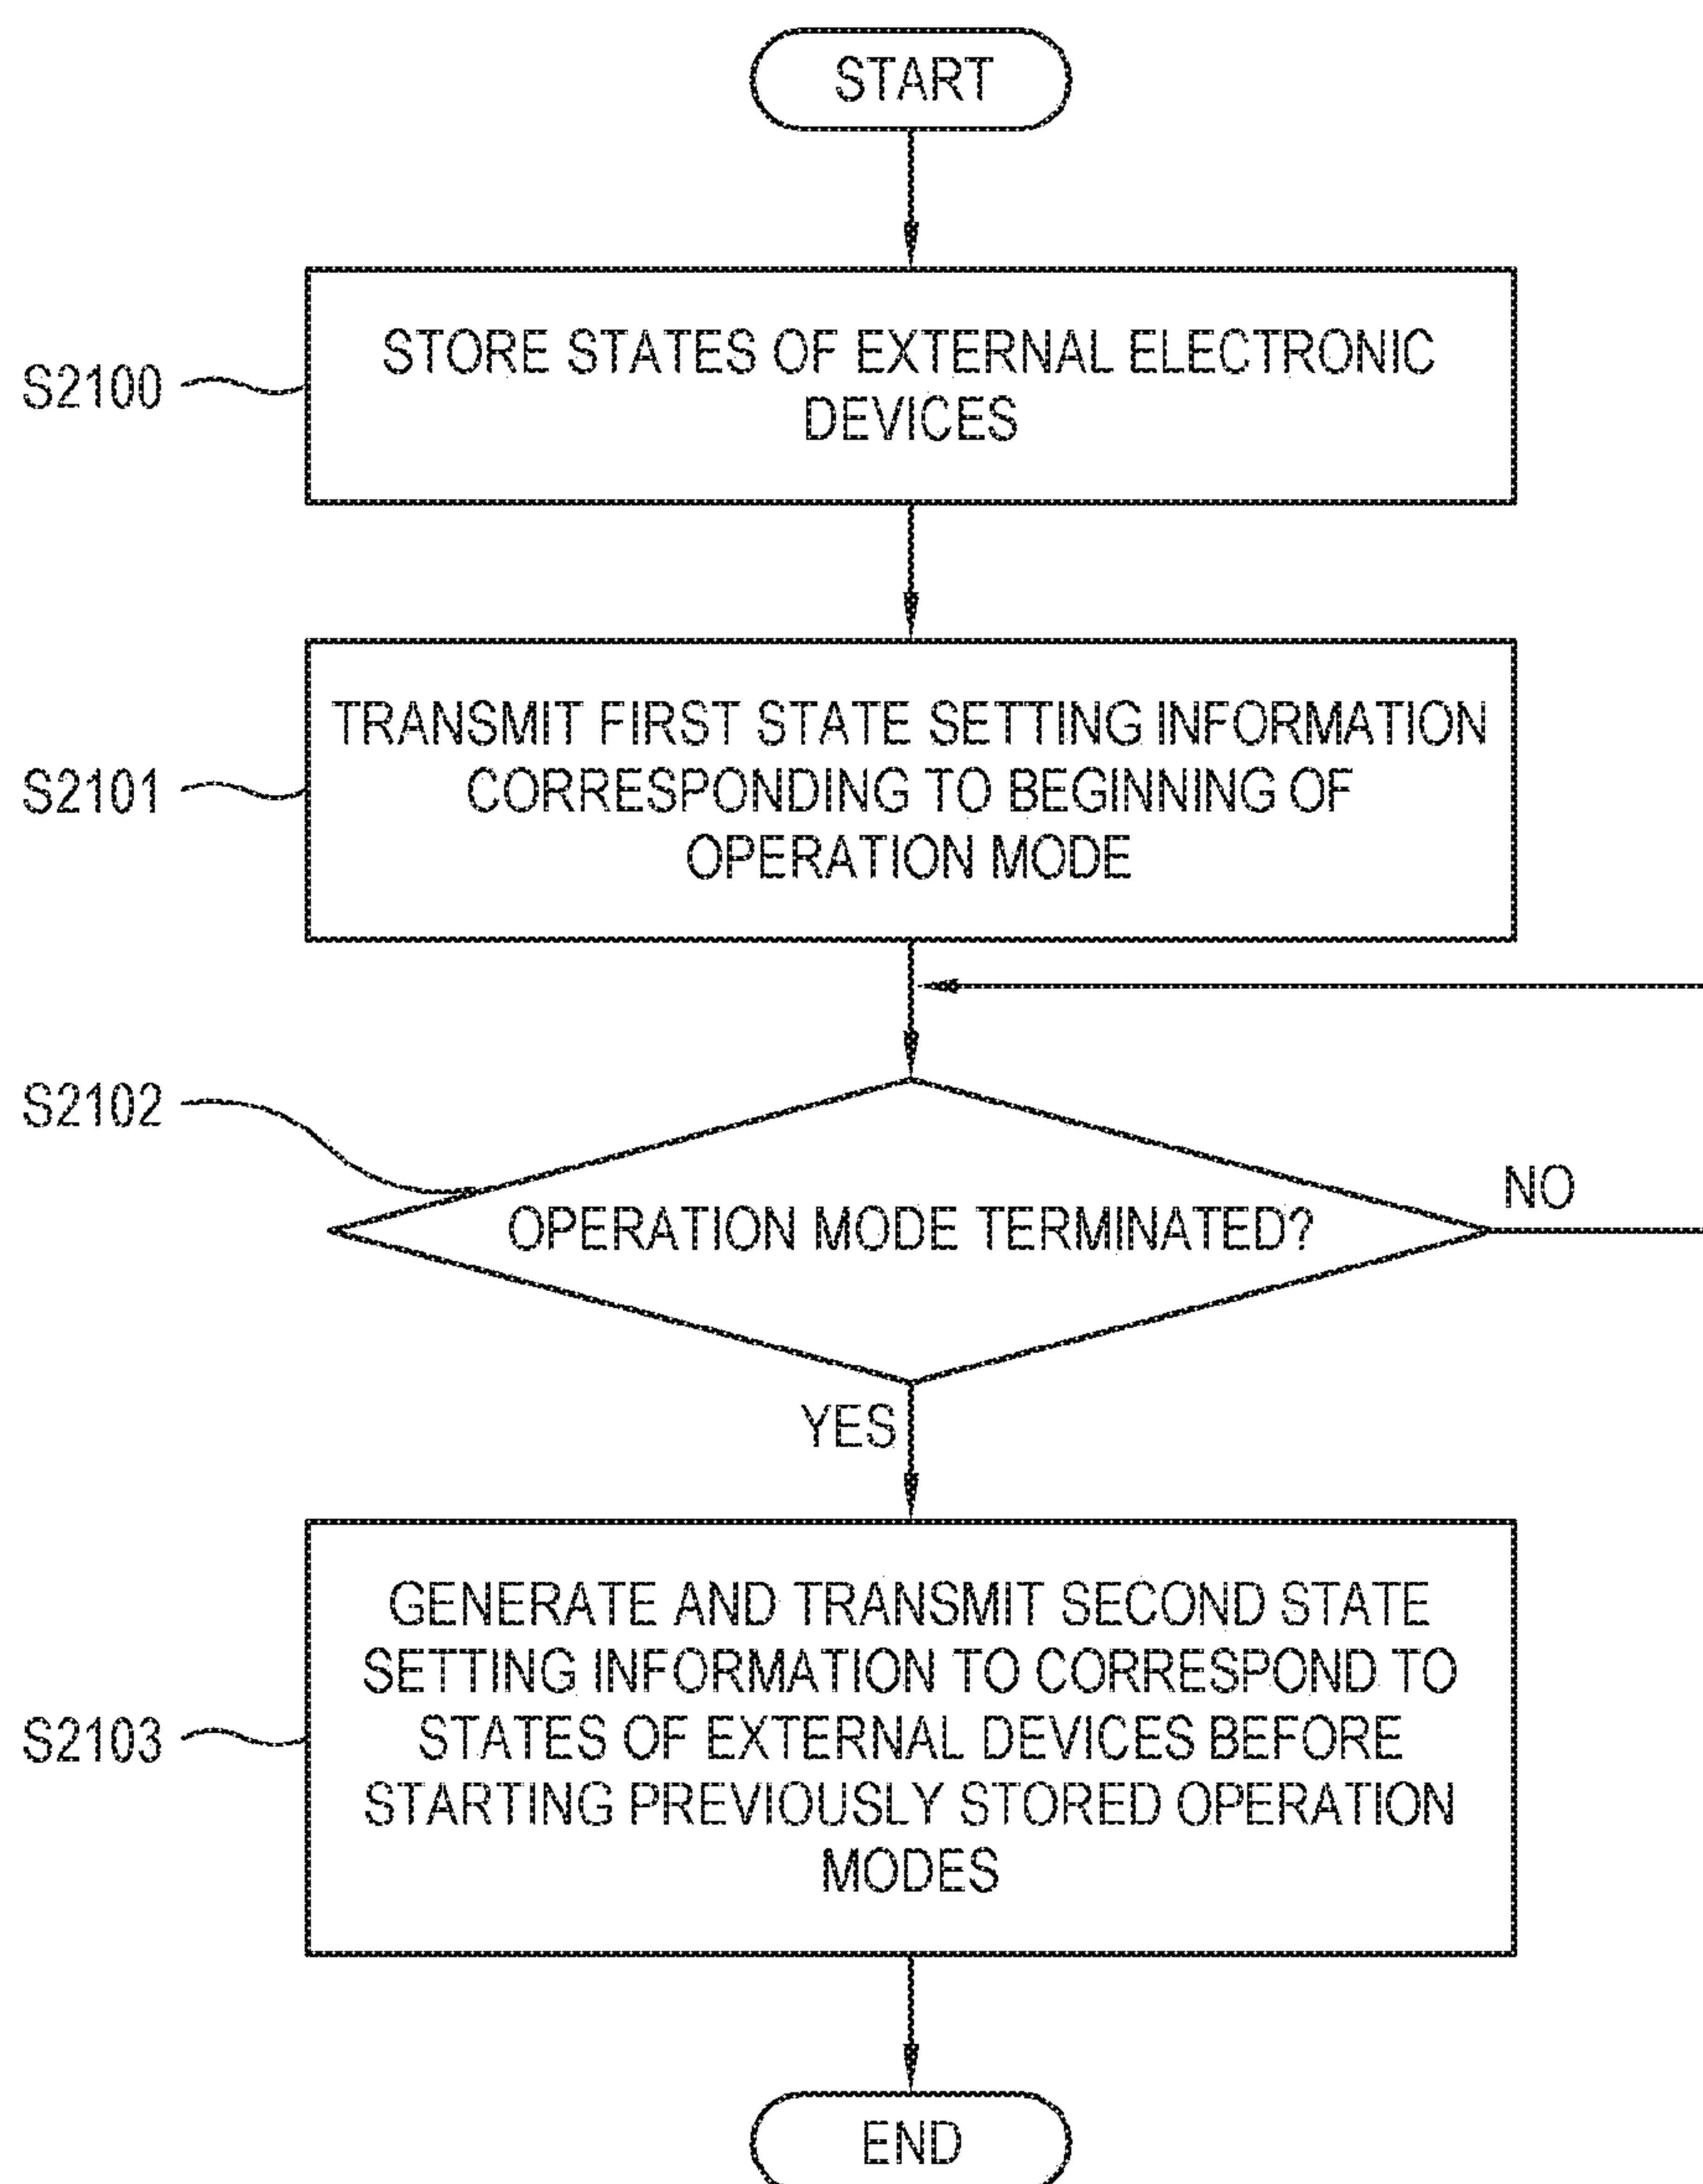 START
S2100
STORE STATES OF EXTERNAL ELECTRONIC
DEVICES
S2101
TRANSMIT FIRST STATE SETTING INFORMATION
CORRESPONDING TO BEGINNING OF
OPERATION MODE
S2102
OPERATION MODE TERMINATED?
NO
YES
S2103
GENERATE AND TRANSMIT SECOND STATE
SETTING INFORMATION TO CORRESPOND TO
STATES OF EXTERNAL DEVICES BEFORE
STARTING PREVIOUSLY STORED OPERATION
MODES
END